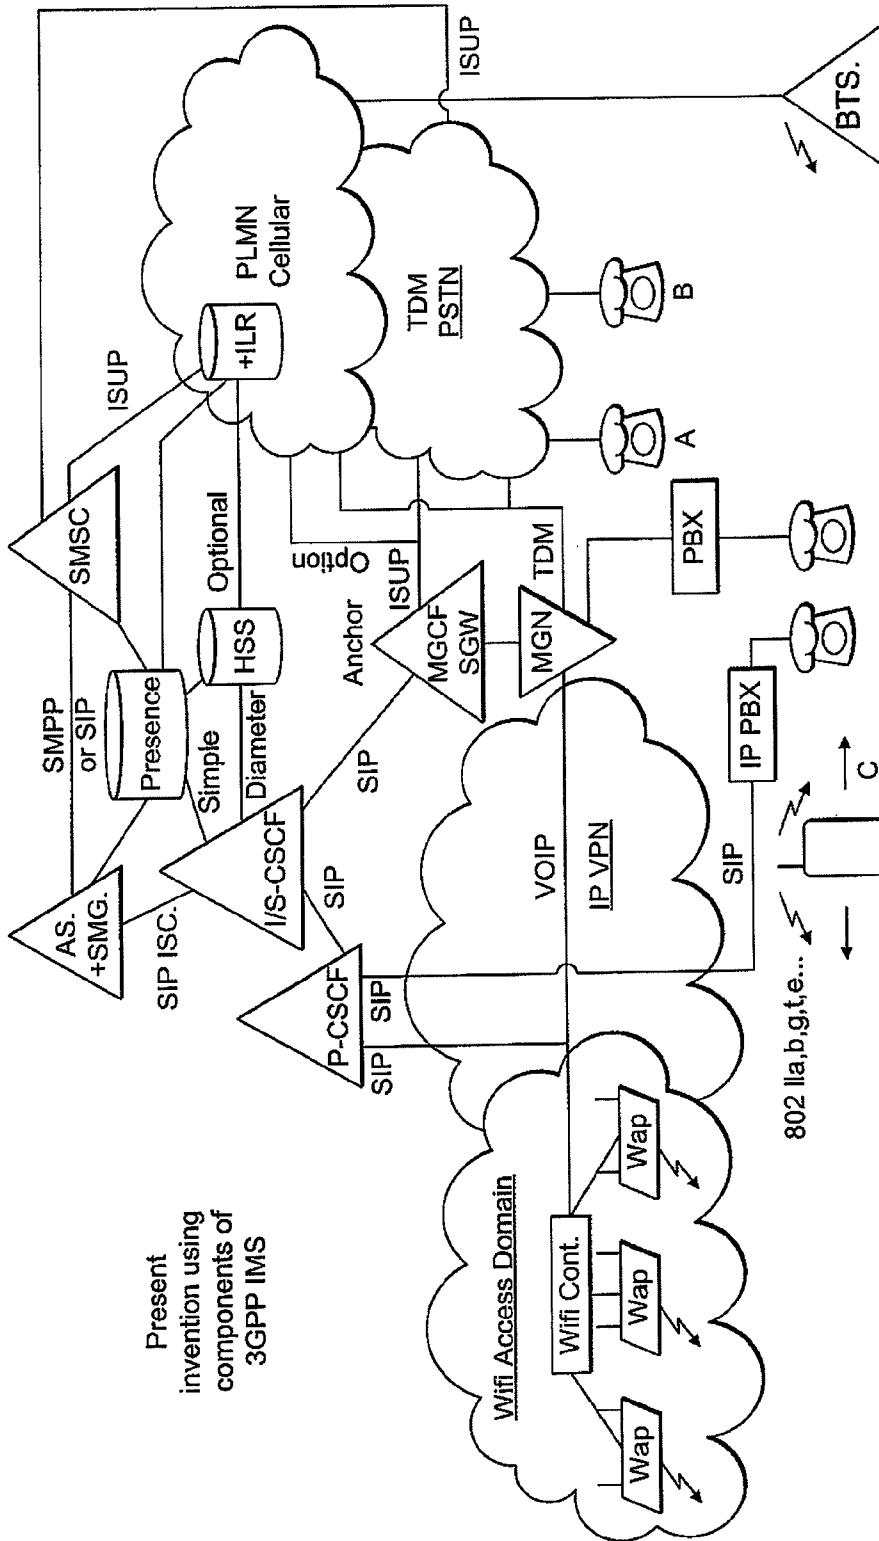 Present
invention using
components of
3GPP IMS
AS.
+SMG.
SMPP
or SIP
SMSC
ISUP
ISUP
SIP ISC.
Presence
Simple
Optional
+ILR
PLMN
Cellular
I/S-CSCF
Diameter
HSS
P-CSCF
SIP
SIP
SIP
SIP
Anchor
MGCF
SGW
ISUP
Option
TDM
PSTN
Wifi Access Domain
VOIP
IP VPN
MGN
TDM
Wifi Cont.
Wap
Wap
Wap
SIP
IP PBX
PBX
A
B
BTS.
802 IIa,b,g,t,e...
C